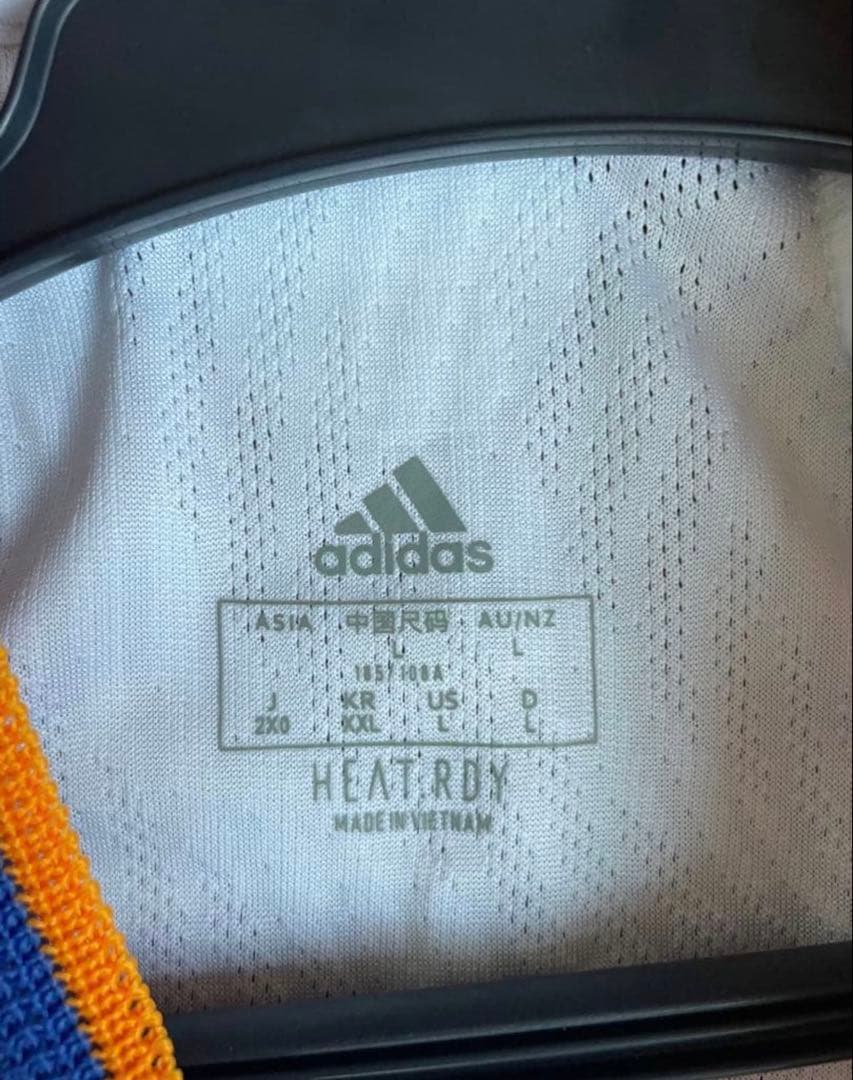 adidas
ASIA 中国尺码 AU/NZ
L L
185/108A
J KR US D
2XO XXL L L
HEAT.RDY
MADE IN VIETNAM